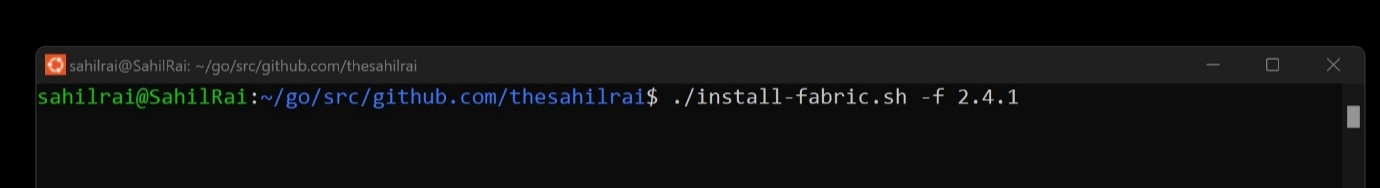 sahilrai@SahilRai: ~/go/src/github.com/thesahilrai
sahilrai@SahilRai:~/go/src/github.com/thesahilrai$ ./install-fabric.sh -f 2.4.1